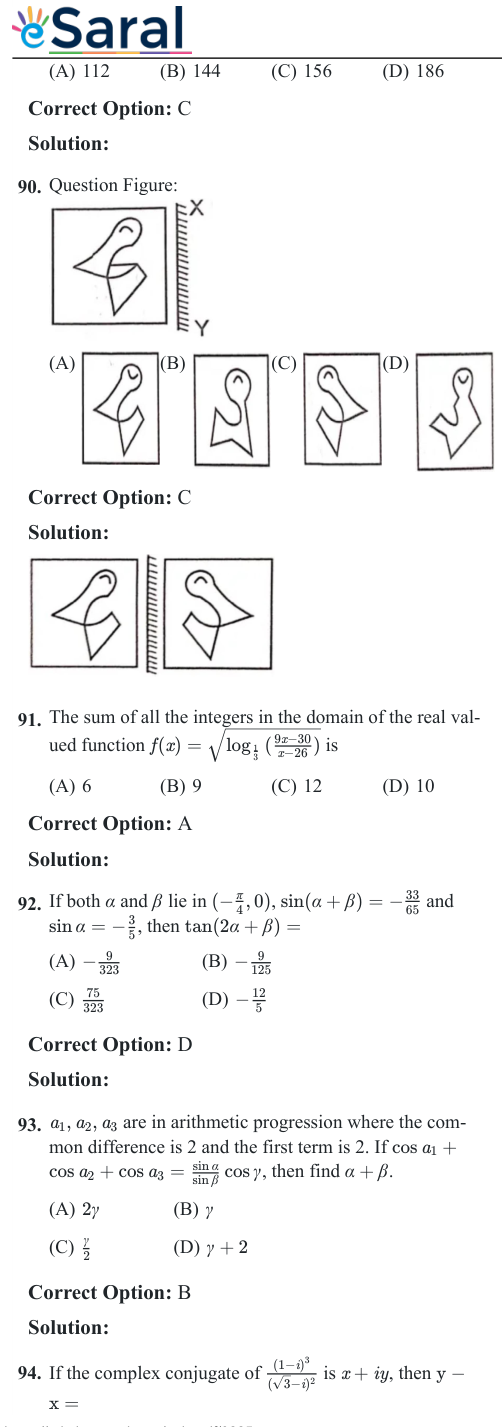 eSaral
(A) 112 (B) 144 (C) 156 (D) 186
Correct Option: C
Solution:
90. Question Figure:
X
Y
(A) (B) (C) (D)
Correct Option: C
Solution:
91. The sum of all the integers in the domain of the real val-
ued function f(x) = √(log_{1/3} ((9x−30)/(x−26))) is
(A) 6 (B) 9 (C) 12 (D) 10
Correct Option: A
Solution:
92. If both α and β lie in (−π/4, 0), sin(α + β) = −33/65 and
sin α = −3/5, then tan(2α + β) =
(A) −9/323 (B) −9/125
(C) 75/323 (D) −12/5
Correct Option: D
Solution:
93. a₁, a₂, a₃ are in arithmetic progression where the com-
mon difference is 2 and the first term is 2. If cos a₁ +
cos a₂ + cos a₃ = (sin α/sin β) cos γ, then find α + β.
(A) 2γ (B) γ
(C) γ/2 (D) γ + 2
Correct Option: B
Solution:
94. If the complex conjugate of (1−i)³/(√3−i)² is x + iy, then y −
x =